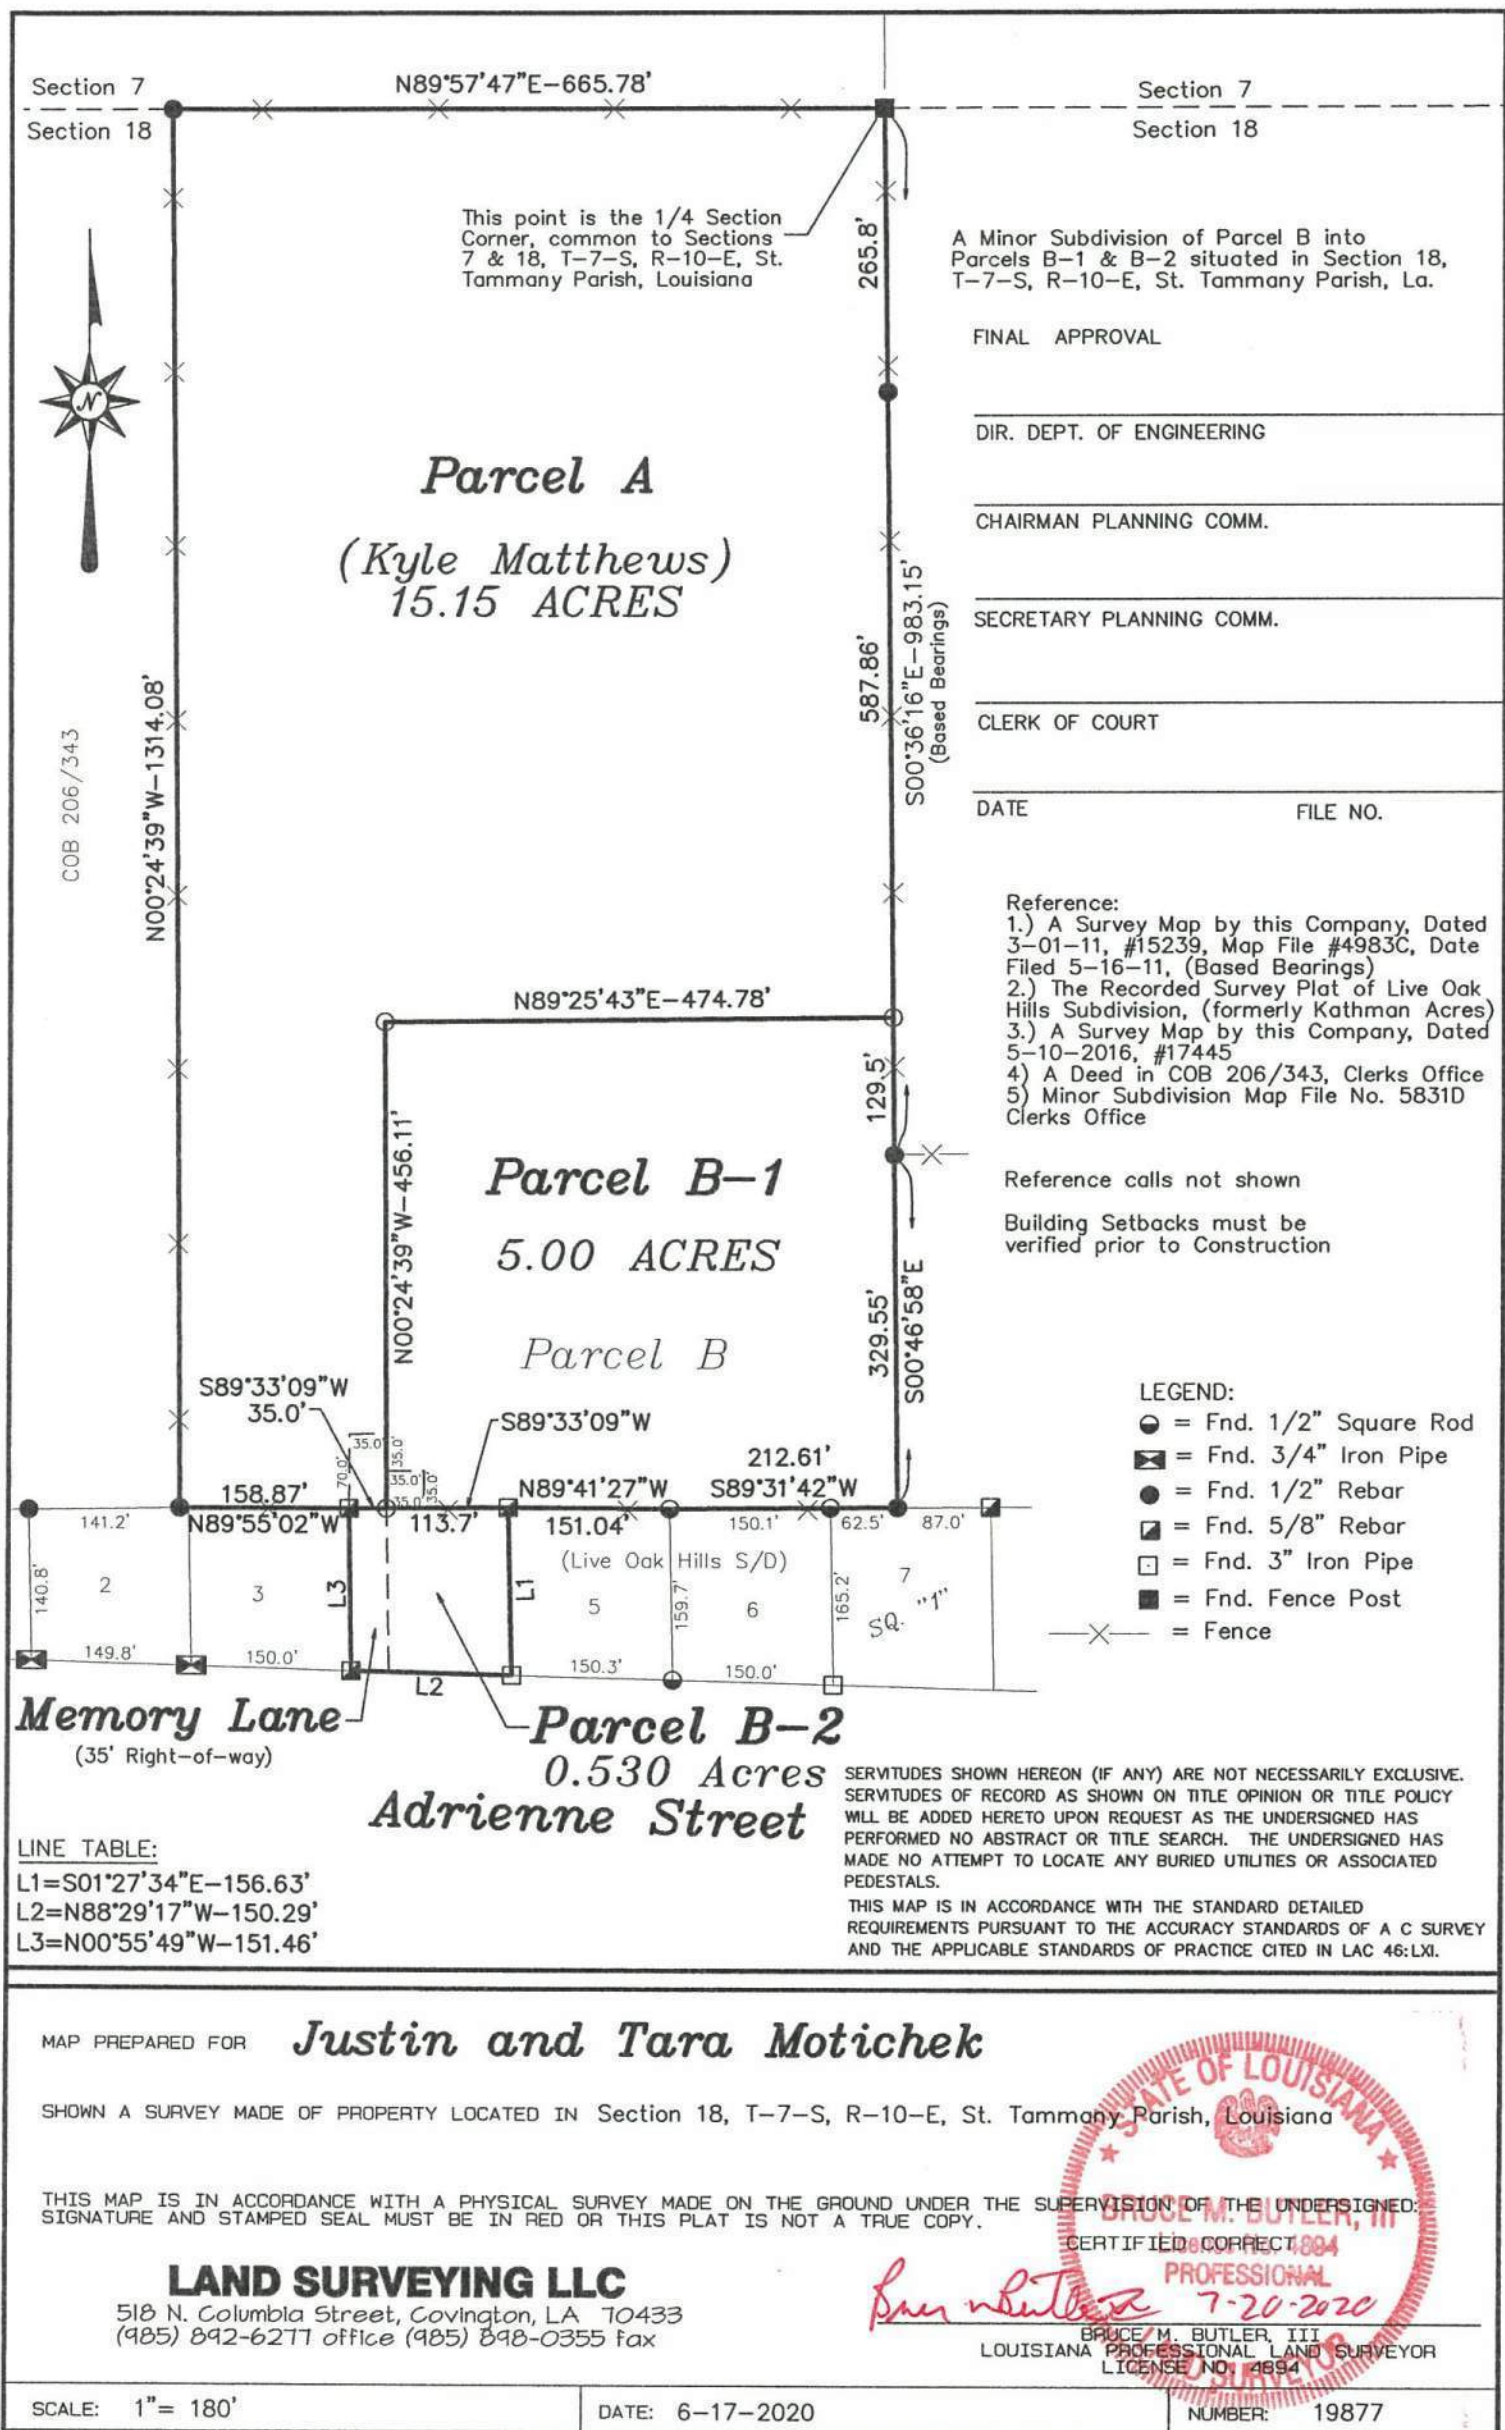 Section 7
Section 18
N89°57'47"E-665.78'
Section 7
Section 18
This point is the 1/4 Section
Corner, common to Sections
7 & 18, T-7-S, R-10-E, St.
Tammany Parish, Louisiana
265.8'
A Minor Subdivision of Parcel B into
Parcels B-1 & B-2 situated in Section 18,
T-7-S, R-10-E, St. Tammany Parish, La.
FINAL APPROVAL
DIR. DEPT. OF ENGINEERING
CHAIRMAN PLANNING COMM.
SECRETARY PLANNING COMM.
CLERK OF COURT
DATE FILE NO.
N
Parcel A
(Kyle Matthews)
15.15 ACRES
587.86'
S00°36'16"E-983.15'
(Based Bearings)
COB 206/343
N00°24'39"W-1314.08'
Reference:
1.) A Survey Map by this Company, Dated
3-01-11, #15239, Map File #4983C, Date
Filed 5-16-11, (Based Bearings)
2.) The Recorded Survey Plat of Live Oak
Hills Subdivision, (formerly Kathman Acres)
3.) A Survey Map by this Company, Dated
5-10-2016, #17445
4) A Deed in COB 206/343, Clerks Office
5) Minor Subdivision Map File No. 5831D
Clerks Office
Reference calls not shown
Building Setbacks must be
verified prior to Construction
N89°25'43"E-474.78'
129.5'
N00°24'39"W-456.11'
Parcel B-1
5.00 ACRES
Parcel B
329.55'
S00°46'58"E
LEGEND:
= Fnd. 1/2" Square Rod
= Fnd. 3/4" Iron Pipe
= Fnd. 1/2" Rebar
= Fnd. 5/8" Rebar
= Fnd. 3" Iron Pipe
= Fnd. Fence Post
= Fence
S89°33'09"W
35.0'
S89°33'09"W
35.0'
35.0'
70.0'
35.0'
35.0'
35.0'
212.61'
158.87'
N89°41'27"W
S89°31'42"W
141.2'
N89°55'02"W
113.7'
151.04'
150.1'
62.5'
87.0'
(Live Oak Hills S/D)
140.8'
2
3
L3
L1
5
159.7'
6
165.2'
7
SQ. "1"
149.8'
150.0'
L2
150.3'
150.0'
Memory Lane
(35' Right-of-way)
Parcel B-2
0.530 Acres
Adrienne Street
LINE TABLE:
L1=S01°27'34"E-156.63'
L2=N88°29'17"W-150.29'
L3=N00°55'49"W-151.46'
SERVITUDES SHOWN HEREON (IF ANY) ARE NOT NECESSARILY EXCLUSIVE.
SERVITUDES OF RECORD AS SHOWN ON TITLE OPINION OR TITLE POLICY
WILL BE ADDED HERETO UPON REQUEST AS THE UNDERSIGNED HAS
PERFORMED NO ABSTRACT OR TITLE SEARCH. THE UNDERSIGNED HAS
MADE NO ATTEMPT TO LOCATE ANY BURIED UTILITIES OR ASSOCIATED
PEDESTALS.
THIS MAP IS IN ACCORDANCE WITH THE STANDARD DETAILED
REQUIREMENTS PURSUANT TO THE ACCURACY STANDARDS OF A C SURVEY
AND THE APPLICABLE STANDARDS OF PRACTICE CITED IN LAC 46:LXI.
MAP PREPARED FOR Justin and Tara Motichek
SHOWN A SURVEY MADE OF PROPERTY LOCATED IN Section 18, T-7-S, R-10-E, St. Tammany Parish, Louisiana
THIS MAP IS IN ACCORDANCE WITH A PHYSICAL SURVEY MADE ON THE GROUND UNDER THE SUPERVISION OF THE UNDERSIGNED.
SIGNATURE AND STAMPED SEAL MUST BE IN RED OR THIS PLAT IS NOT A TRUE COPY.
CERTIFIED CORRECT
STATE OF LOUISIANA
BRUCE M. BUTLER, III
License No. 4894
PROFESSIONAL
LAND SURVEYOR
LAND SURVEYING LLC
518 N. Columbia Street, Covington, LA 70433
(985) 892-6277 office (985) 898-0355 fax
7-20-2020
BRUCE M. BUTLER, III
LOUISIANA PROFESSIONAL LAND SURVEYOR
LICENSE NO. 4894
SCALE: 1"= 180'
DATE: 6-17-2020
NUMBER: 19877